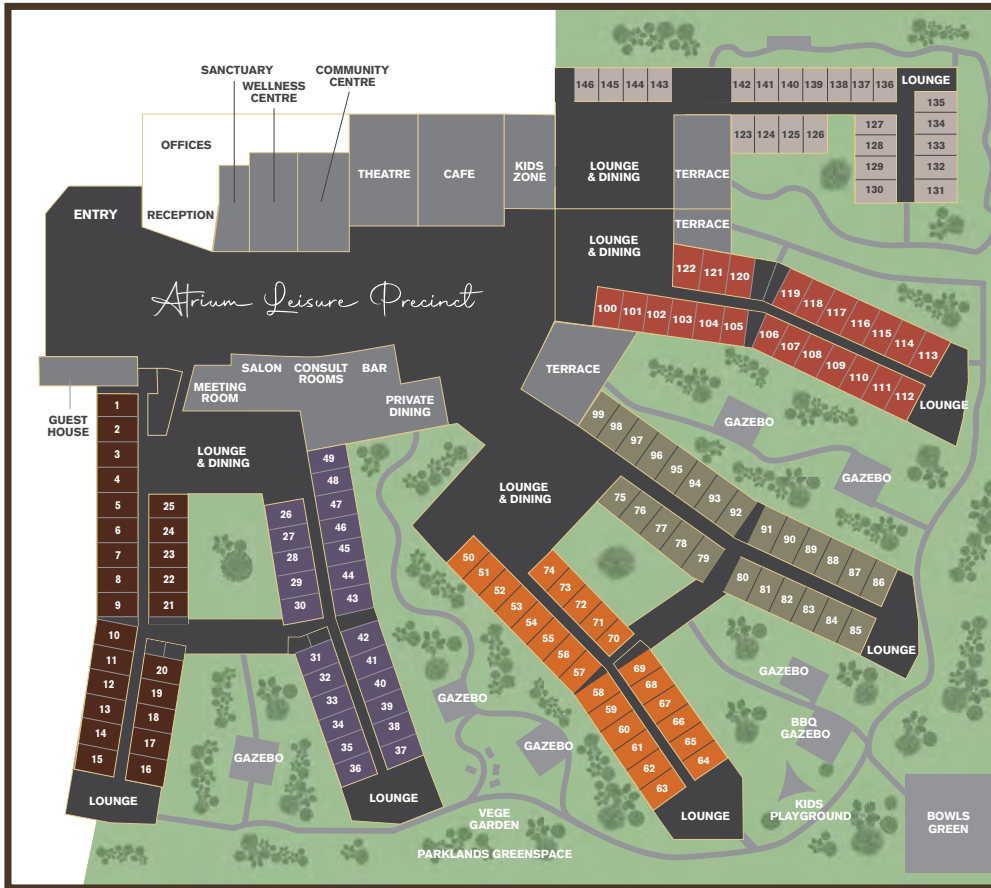 SANCTUARY
WELLNESS
CENTRE
COMMUNITY
CENTRE
OFFICES
RECEPTION
ENTRY
THEATRE
CAFE
KIDS
ZONE
LOUNGE
& DINING
TERRACE
146 145 144 143
142 141 140 139 138 137 136
LOUNGE
135
134
133
132
131
123 124 125 126
127
128
129
130
LOUNGE
& DINING
TERRACE
Atrium Leisure Precinct
122 121 120
119 118 117 116 115 114 113
100 101 102 103 104 105
106 107 108 109 110 111 112
LOUNGE
GUEST
HOUSE
MEETING
ROOM
SALON
CONSULT
ROOMS
BAR
PRIVATE
DINING
TERRACE
GAZEBO
GAZEBO
LOUNGE
& DINING
LOUNGE
& DINING
1
2
3
4
5
6
7
8
9
10
11
12
13
14
15
25
24
23
22
21
20
19
18
17
16
LOUNGE
26
27
28
29
30
31
32
33
34
35
36
49
48
47
46
45
44
43
42
41
40
39
38
37
LOUNGE
GAZEBO
99 98 97 96 95 94 93 92
91 90 89 88 87 86
75 76 77 78 79
80 81 82 83 84 85
LOUNGE
50 51 52 53 54 55 56 57
58 59 60 61 62 63
74 73 72 71 70
69 68 67 66 65 64
LOUNGE
GAZEBO
GAZEBO
GAZEBO
BBQ
GAZEBO
KIDS
PLAYGROUND
BOWLS
GREEN
VEGE
GARDEN
PARKLANDS GREENSPACE